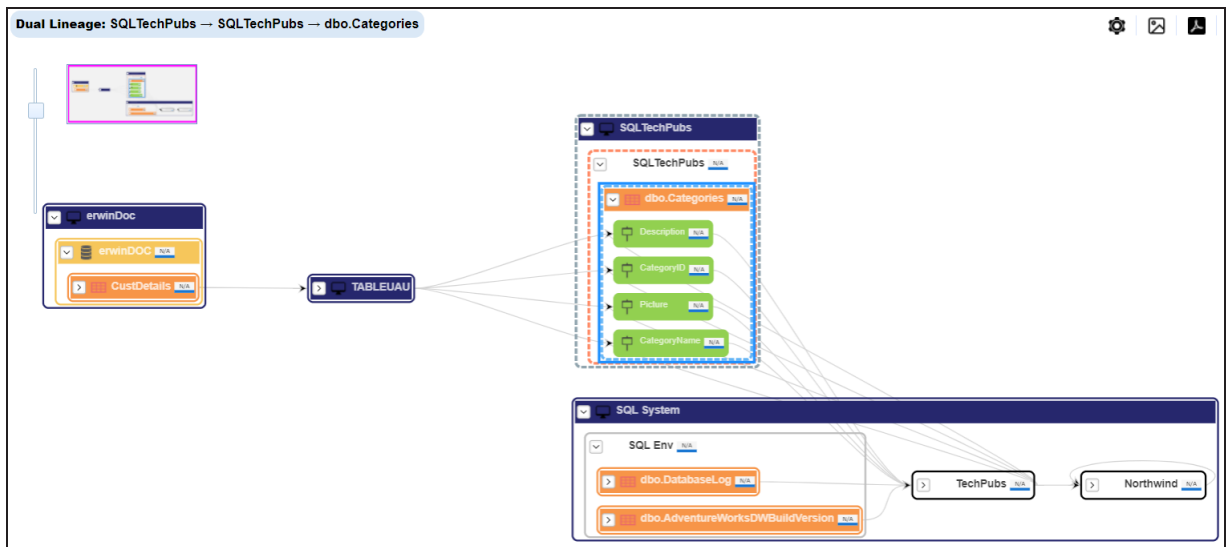 Dual Lineage: SQLTechPubs → SQLTechPubs → dbo.Categories
SQLTechPubs
SQLTechPubs N/A
dbo.Categories N/A
Description N/A
CategoryID N/A
Picture N/A
CategoryName N/A
erwinDoc
erwinDOC N/A
CustDetails N/A
TABLEUAU
SQL System
SQL Env N/A
dbo.DatabaseLog N/A
dbo.AdventureWorksDWBuildVersion N/A
TechPubs N/A
Northwind N/A